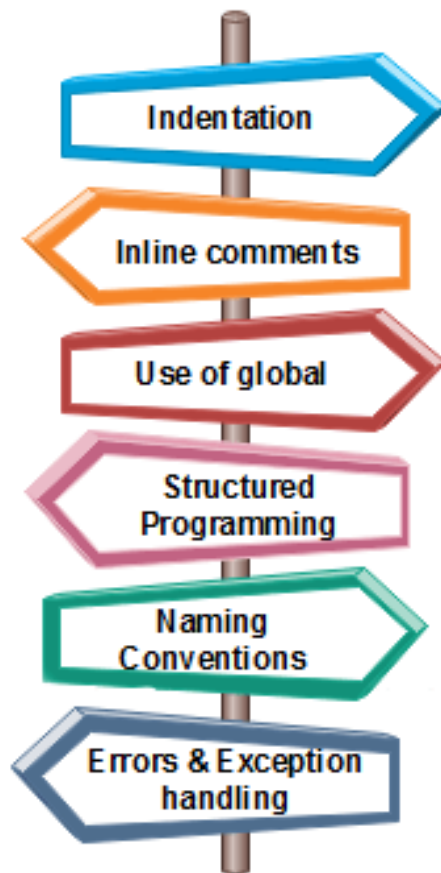 Indentation
Inline comments
Use of global
Structured
Programming
Naming
Conventions
Errors & Exception
handling